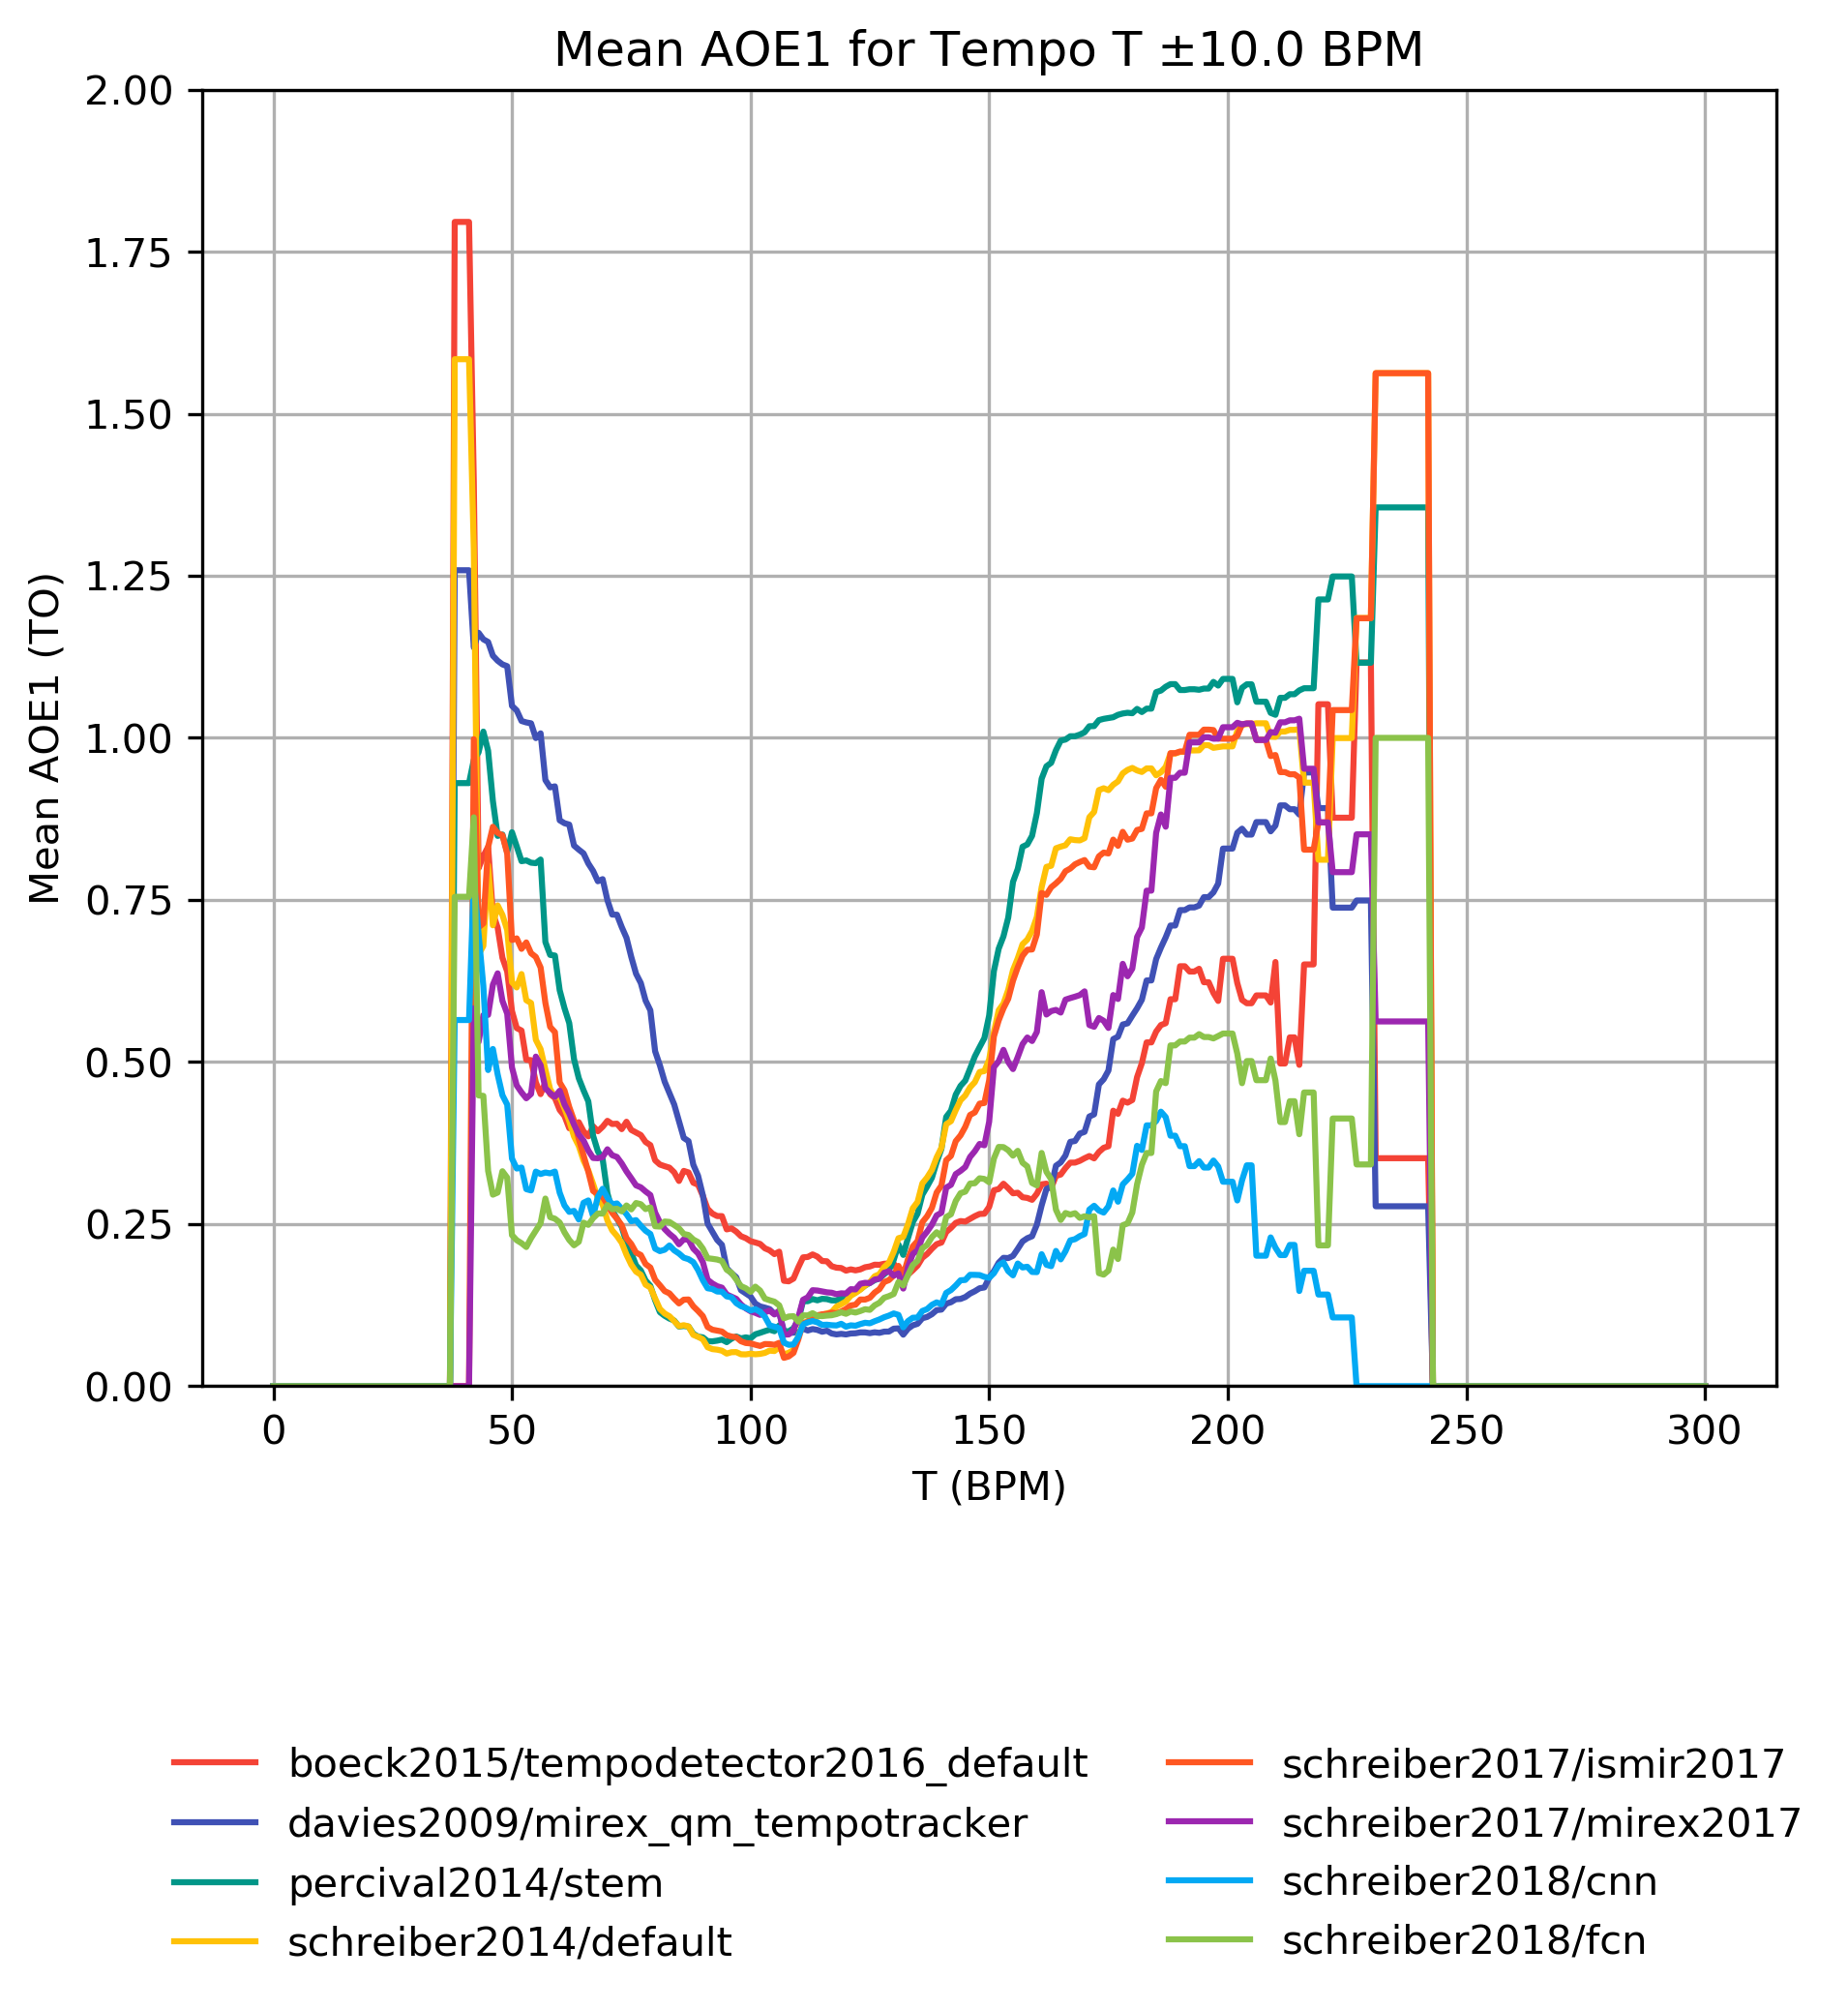 Mean AOE1 for Tempo T ±10.0 BPM
2.00
1.75
1.50
1.25
1.00
0.75
0.50
0.25
0.00
Mean AOE1 (TO)
0 50 100 150 200 250 300
T (BPM)
boeck2015/tempodetector2016_default
davies2009/mirex_qm_tempotracker
percival2014/stem
schreiber2014/default
schreiber2017/ismir2017
schreiber2017/mirex2017
schreiber2018/cnn
schreiber2018/fcn